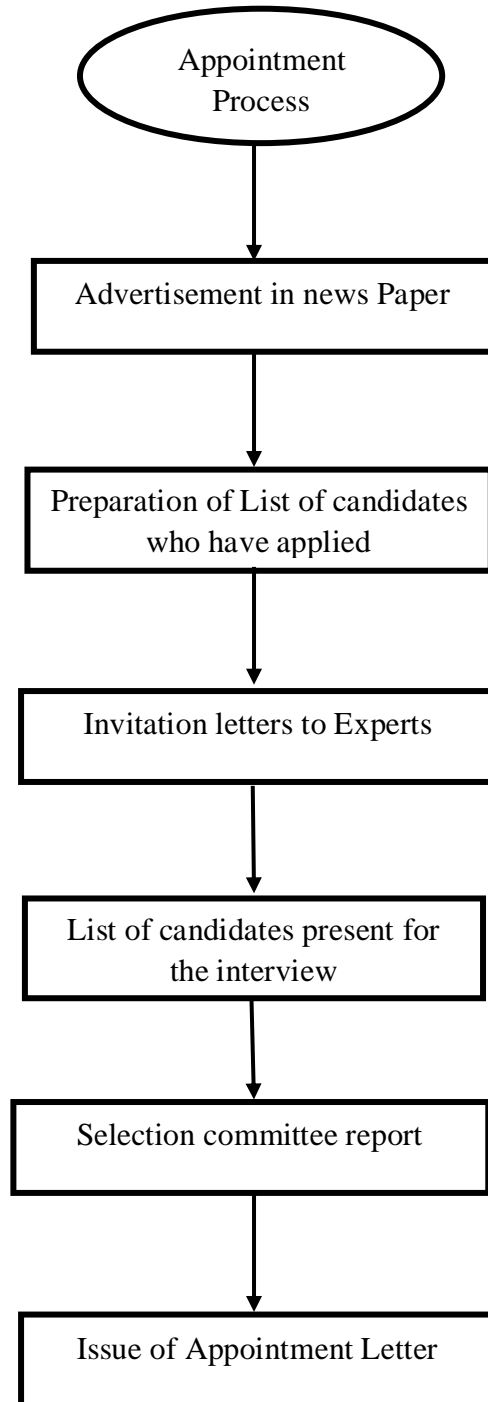 Appointment
Process
Advertisement in news Paper
Preparation of List of candidates
who have applied
Invitation letters to Experts
List of candidates present for
the interview
Selection committee report
Issue of Appointment Letter